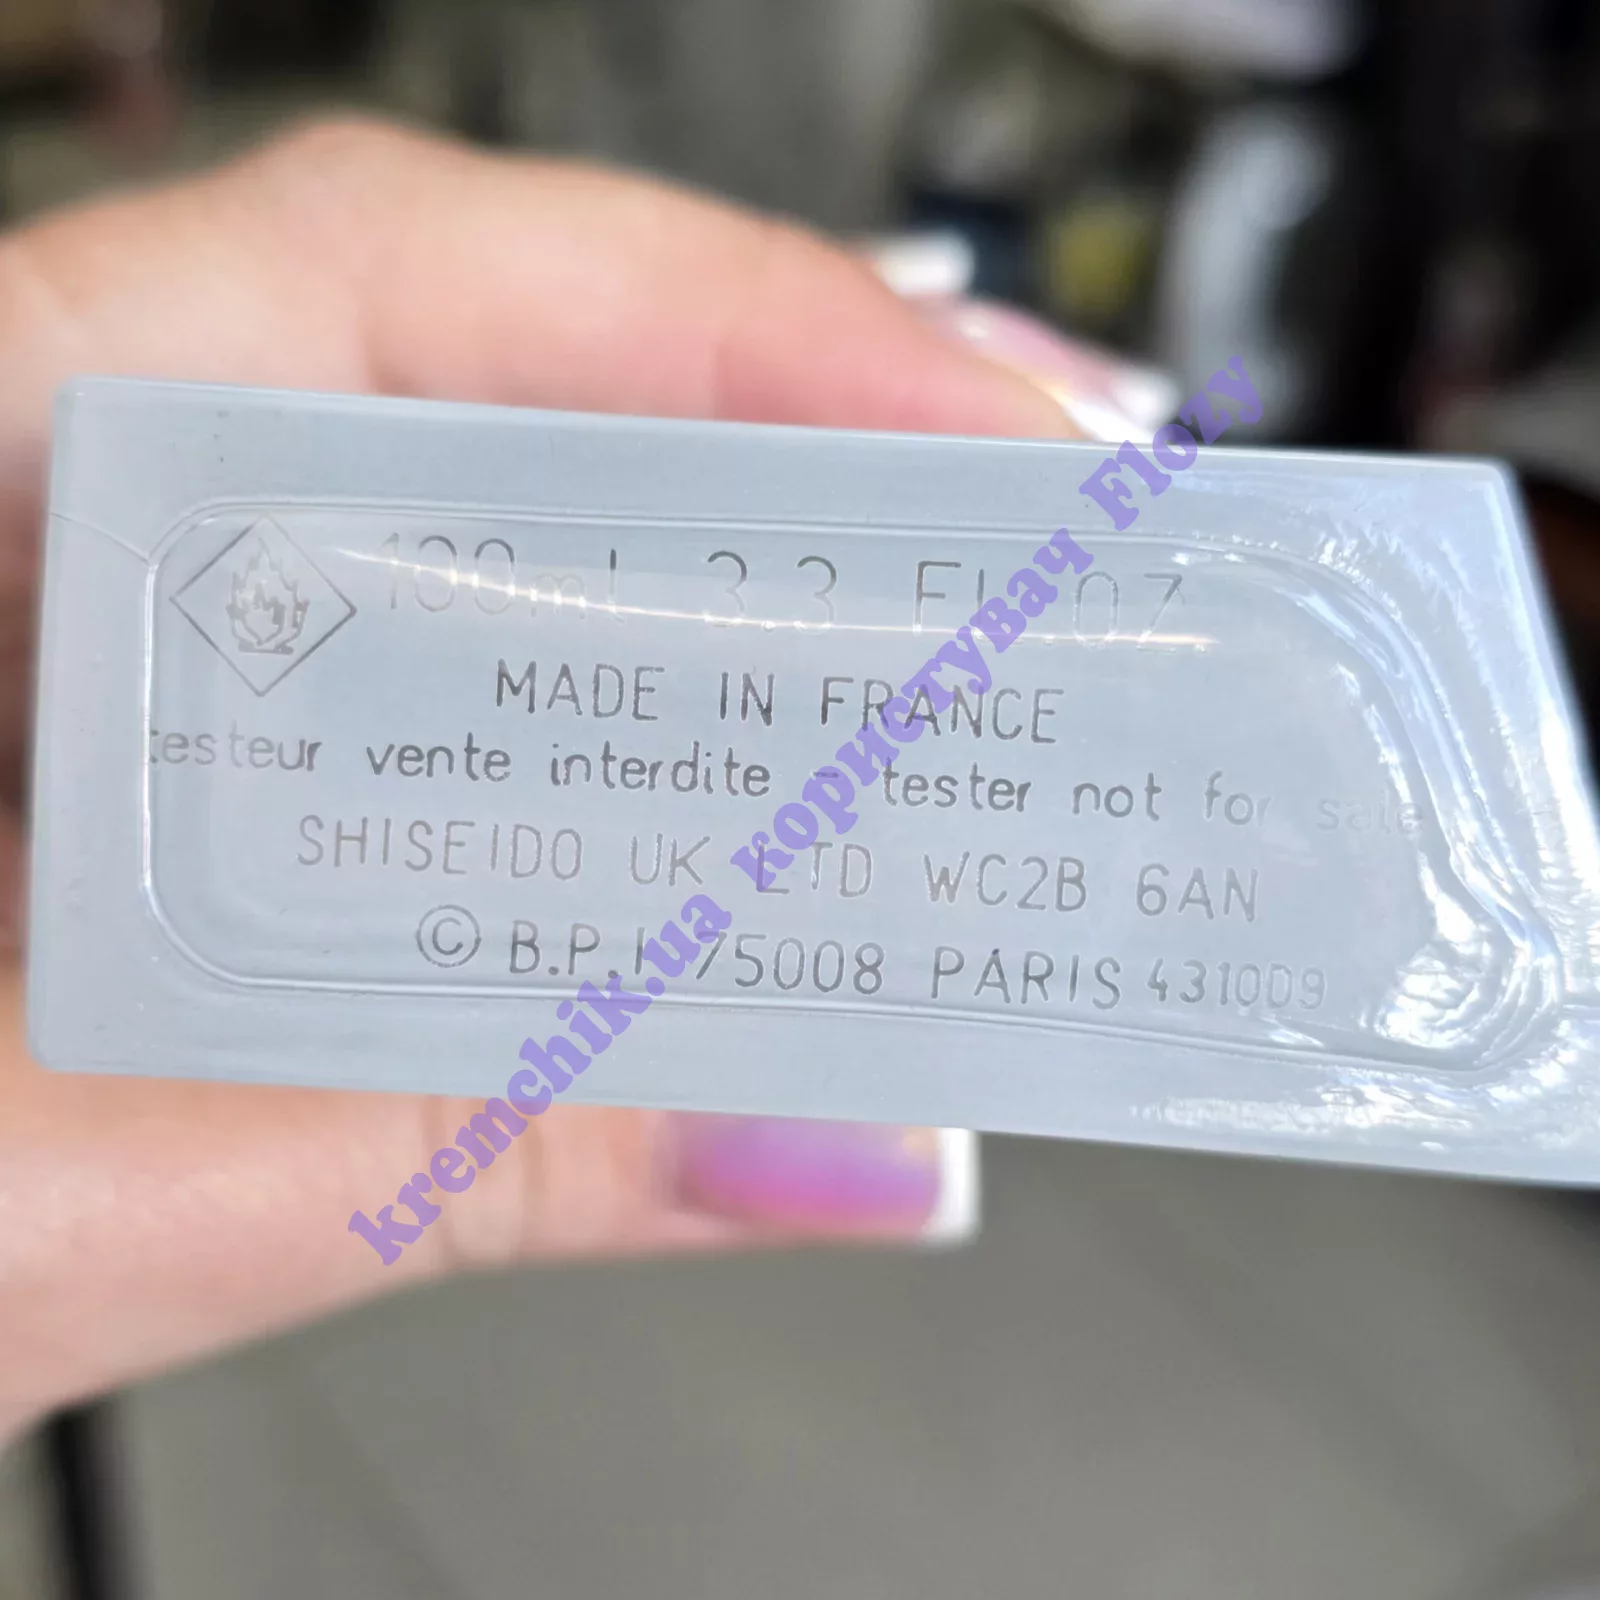 100ml 3.3 FL.OZ
MADE IN FRANCE
testeur vente interdite - tester not for sale
SHISEIDO UK LTD WC2B 6AN
© B.P.I 75008 PARIS 4310D9
kremchik.ua користуВач Flozy